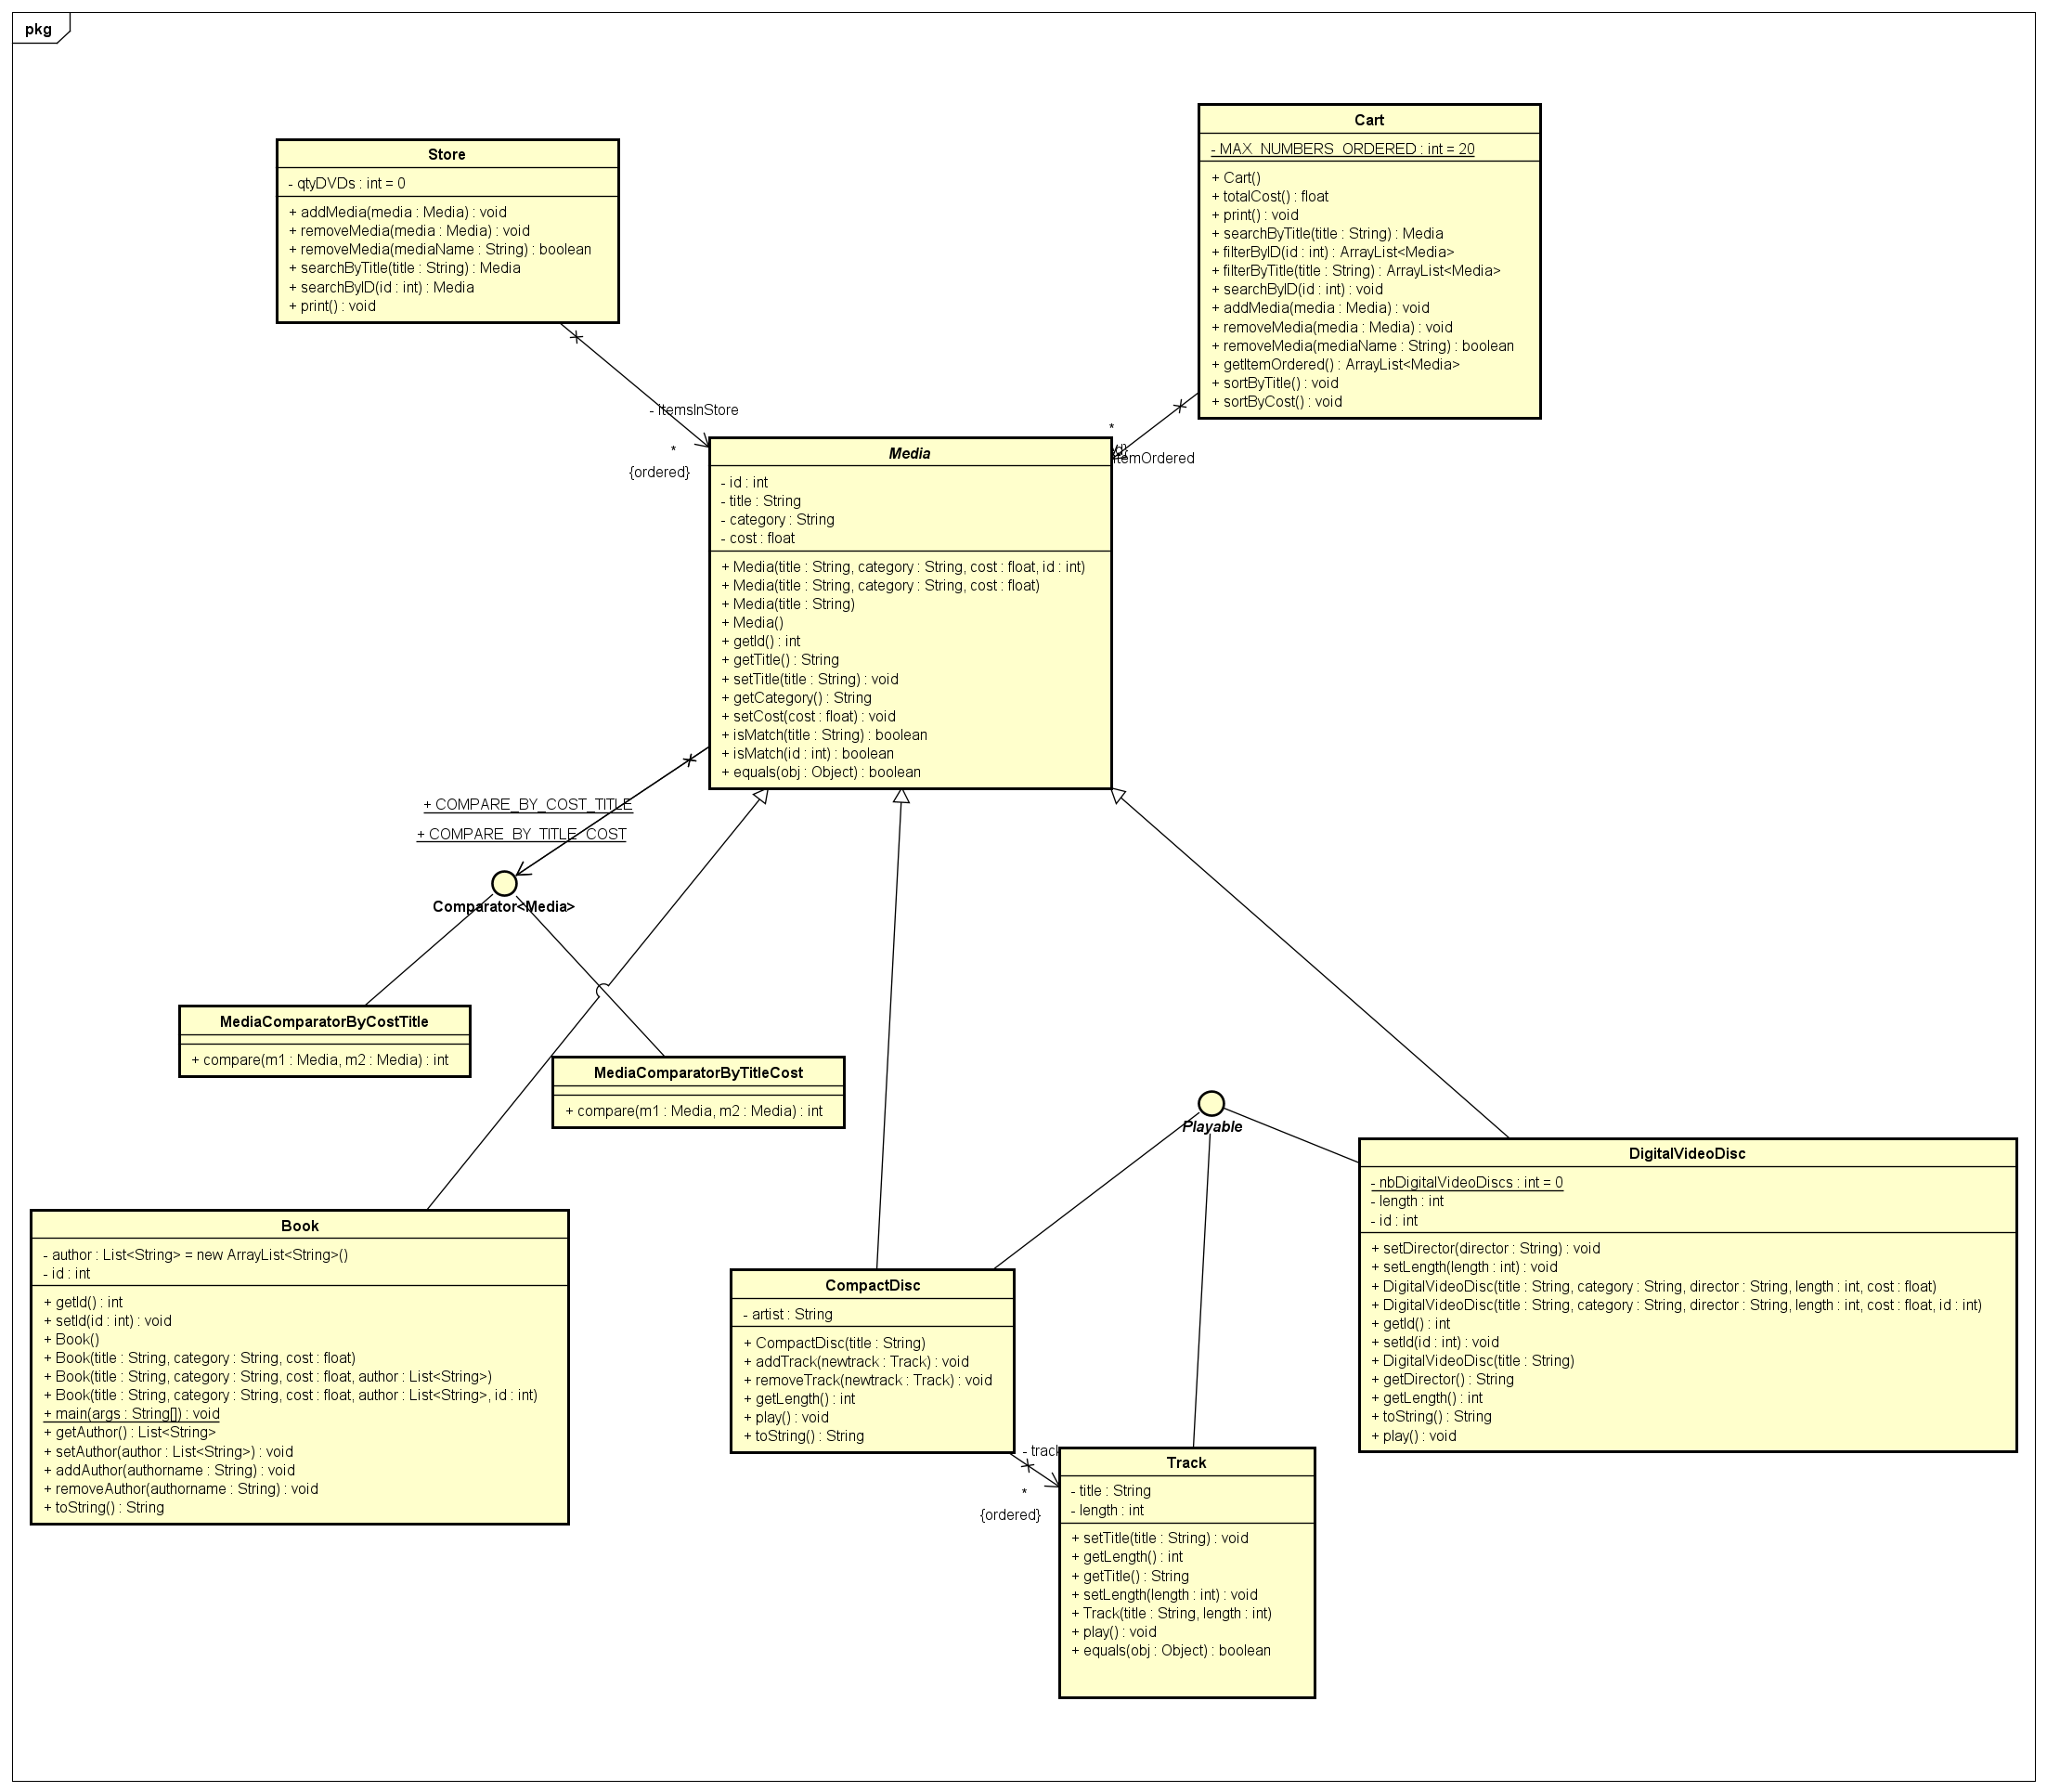 pkg
Store
- qtyDVDs : int = 0
+ addMedia(media : Media) : void
+ removeMedia(media : Media) : void
+ removeMedia(mediaName : String) : boolean
+ searchByTitle(title : String) : Media
+ searchByID(id : int) : Media
+ print() : void
Cart
- MAX_NUMBERS_ORDERED : int = 20
+ Cart()
+ totalCost() : float
+ print() : void
+ searchByTitle(title : String) : Media
+ filterByID(id : int) : ArrayList<Media>
+ filterByTitle(title : String) : ArrayList<Media>
+ searchByID(id : int) : void
+ addMedia(media : Media) : void
+ removeMedia(media : Media) : void
+ removeMedia(mediaName : String) : boolean
+ getItemOrdered() : ArrayList<Media>
+ sortByTitle() : void
+ sortByCost() : void
- itemsInStore
*
{ordered}
*
itemOrdered
Media
- id : int
- title : String
- category : String
- cost : float
+ Media(title : String, category : String, cost : float, id : int)
+ Media(title : String, category : String, cost : float)
+ Media(title : String)
+ Media()
+ getId() : int
+ getTitle() : String
+ setTitle(title : String) : void
+ getCategory() : String
+ setCost(cost : float) : void
+ isMatch(title : String) : boolean
+ isMatch(id : int) : boolean
+ equals(obj : Object) : boolean
+ COMPARE_BY_COST_TITLE
+ COMPARE_BY_TITLE_COST
Comparator<Media>
MediaComparatorByCostTitle
+ compare(m1 : Media, m2 : Media) : int
MediaComparatorByTitleCost
+ compare(m1 : Media, m2 : Media) : int
Playable
DigitalVideoDisc
- nbDigitalVideoDiscs : int = 0
- length : int
- id : int
+ setDirector(director : String) : void
+ setLength(length : int) : void
+ DigitalVideoDisc(title : String, category : String, director : String, length : int, cost : float)
+ DigitalVideoDisc(title : String, category : String, director : String, length : int, cost : float, id : int)
+ getId() : int
+ setId(id : int) : void
+ DigitalVideoDisc(title : String)
+ getDirector() : String
+ getLength() : int
+ toString() : String
+ play() : void
Book
- author : List<String> = new ArrayList<String>()
- id : int
+ getId() : int
+ setId(id : int) : void
+ Book()
+ Book(title : String, category : String, cost : float)
+ Book(title : String, category : String, cost : float, author : List<String>)
+ Book(title : String, category : String, cost : float, author : List<String>, id : int)
+ main(args : String[]) : void
+ getAuthor() : List<String>
+ setAuthor(author : List<String>) : void
+ addAuthor(authorname : String) : void
+ removeAuthor(authorname : String) : void
+ toString() : String
CompactDisc
- artist : String
+ CompactDisc(title : String)
+ addTrack(newtrack : Track) : void
+ removeTrack(newtrack : Track) : void
+ getLength() : int
+ play() : void
+ toString() : String
- track
*
{ordered}
Track
- title : String
- length : int
+ setTitle(title : String) : void
+ getLength() : int
+ getTitle() : String
+ setLength(length : int) : void
+ Track(title : String, length : int)
+ play() : void
+ equals(obj : Object) : boolean